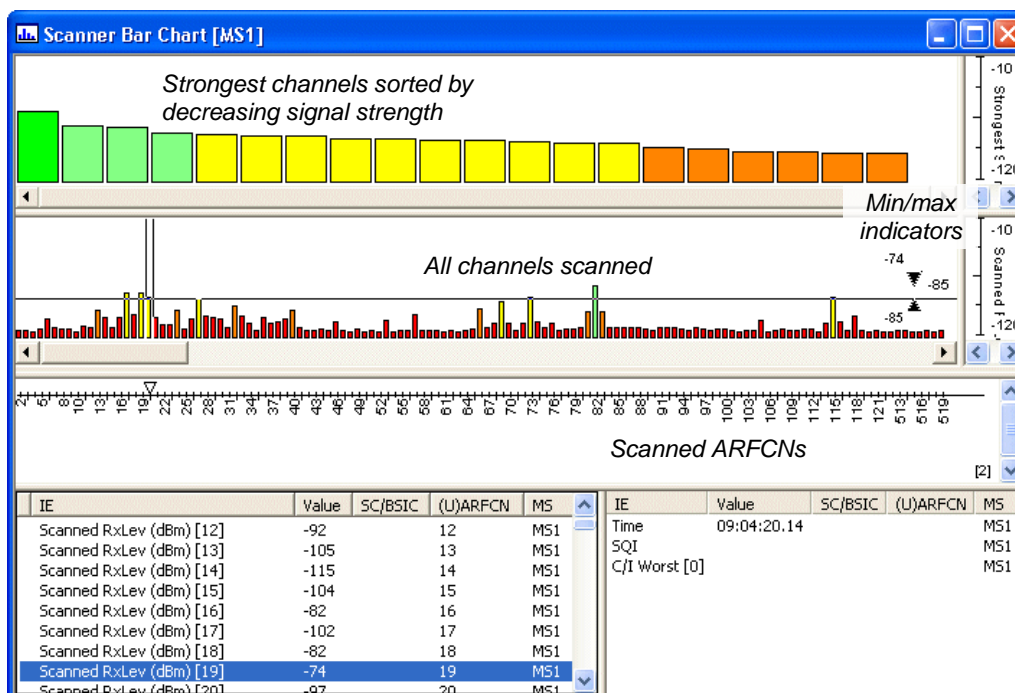 Scanner Bar Chart [MS1]
Strongest channels sorted by
decreasing signal strength
-10
-120
Min/max
indicators
All channels scanned
-10
-74
-85
-85
-120
2 5 8 10 13 16 19 22 25 28 31 34 37 40 43 46 49 52 55 58 61 64 67 70 73 76 79 82 85 88 91 94 97 100 103 106 109 112 115 118 121 513 516 519
Scanned ARFCNs
[2]
IE Value SC/BSIC (U)ARFCN MS
Scanned RxLev (dBm) [12] -92 12 MS1
Scanned RxLev (dBm) [13] -105 13 MS1
Scanned RxLev (dBm) [14] -115 14 MS1
Scanned RxLev (dBm) [15] -104 15 MS1
Scanned RxLev (dBm) [16] -82 16 MS1
Scanned RxLev (dBm) [17] -102 17 MS1
Scanned RxLev (dBm) [18] -82 18 MS1
Scanned RxLev (dBm) [19] -74 19 MS1
Scanned RxLev (dBm) [20] -97 20 MS1
IE Value SC/BSIC (U)ARFCN MS
Time 09:04:20.14 MS1
SQI MS1
C/I Worst [0] MS1
Strongest S
Scanned